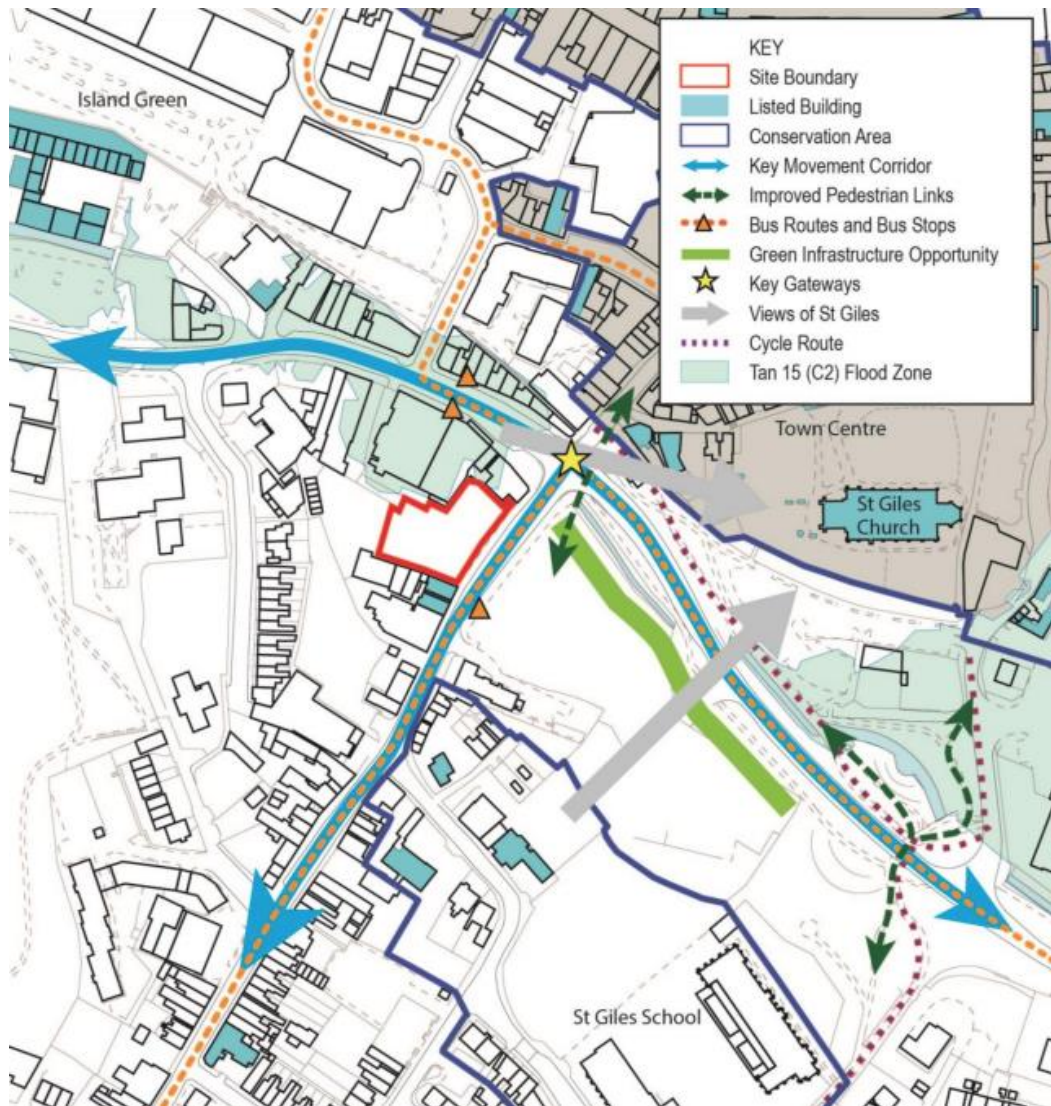 KEY
Site Boundary
Listed Building
Conservation Area
Key Movement Corridor
Improved Pedestrian Links
Bus Routes and Bus Stops
Green Infrastructure Opportunity
Key Gateways
Views of St Giles
Cycle Route
Tan 15 (C2) Flood Zone
Island Green
Town Centre
St Giles
Church
St Giles School